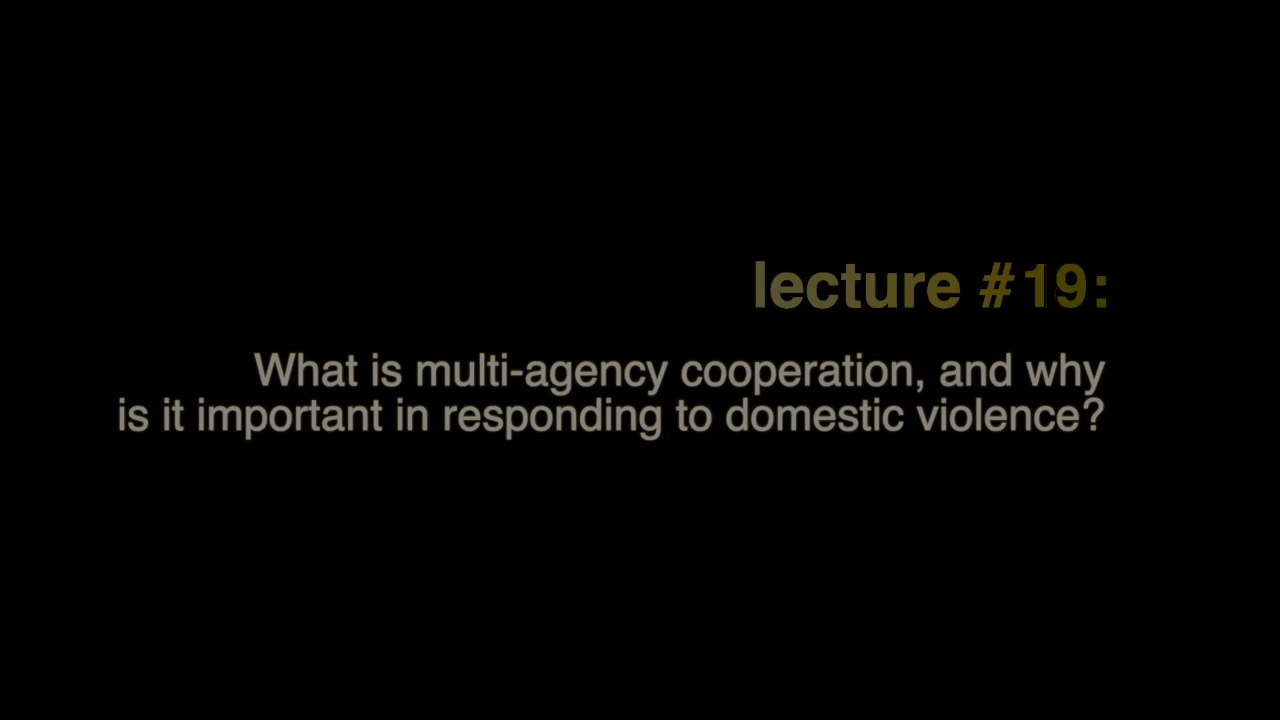 lecture #19:
What is multi-agency cooperation, and why
is it important in responding to domestic violence?